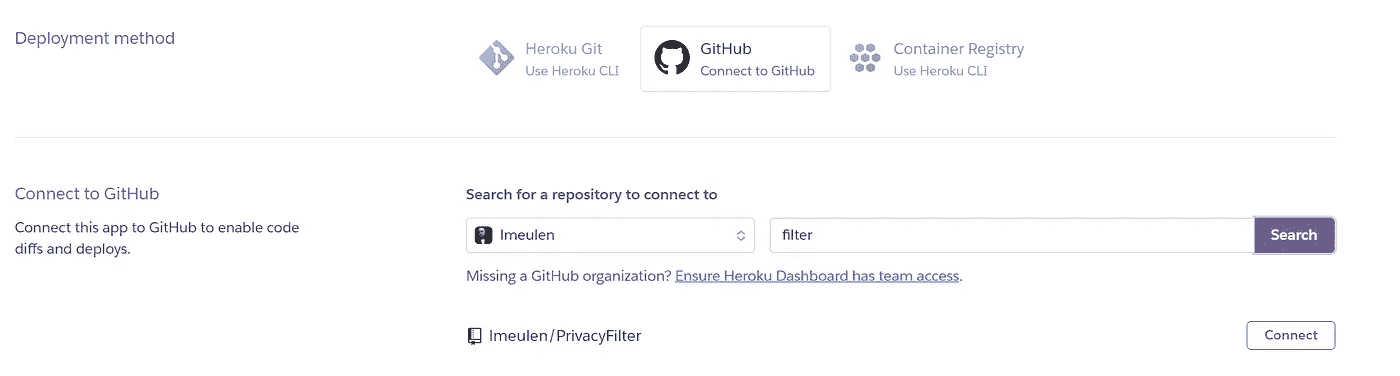 Deployment method
Heroku Git
Use Heroku CLI
GitHub
Connect to GitHub
Container Registry
Use Heroku CLI
Connect to GitHub
Connect this app to GitHub to enable code
diffs and deploys.
Search for a repository to connect to
lmeulen
filter
Search
Missing a GitHub organization? Ensure Heroku Dashboard has team access.
lmeulen/PrivacyFilter
Connect